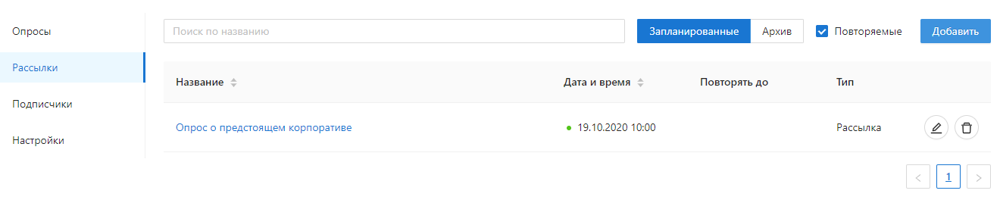 Опросы
Рассылки
Подписчики
Настройки
Поиск по названию
Запланированные Архив Повторяемые Добавить
Название Дата и время Повторять до Тип
Опрос о предстоящем корпоративе 19.10.2020 10:00 Рассылка
< 1 >